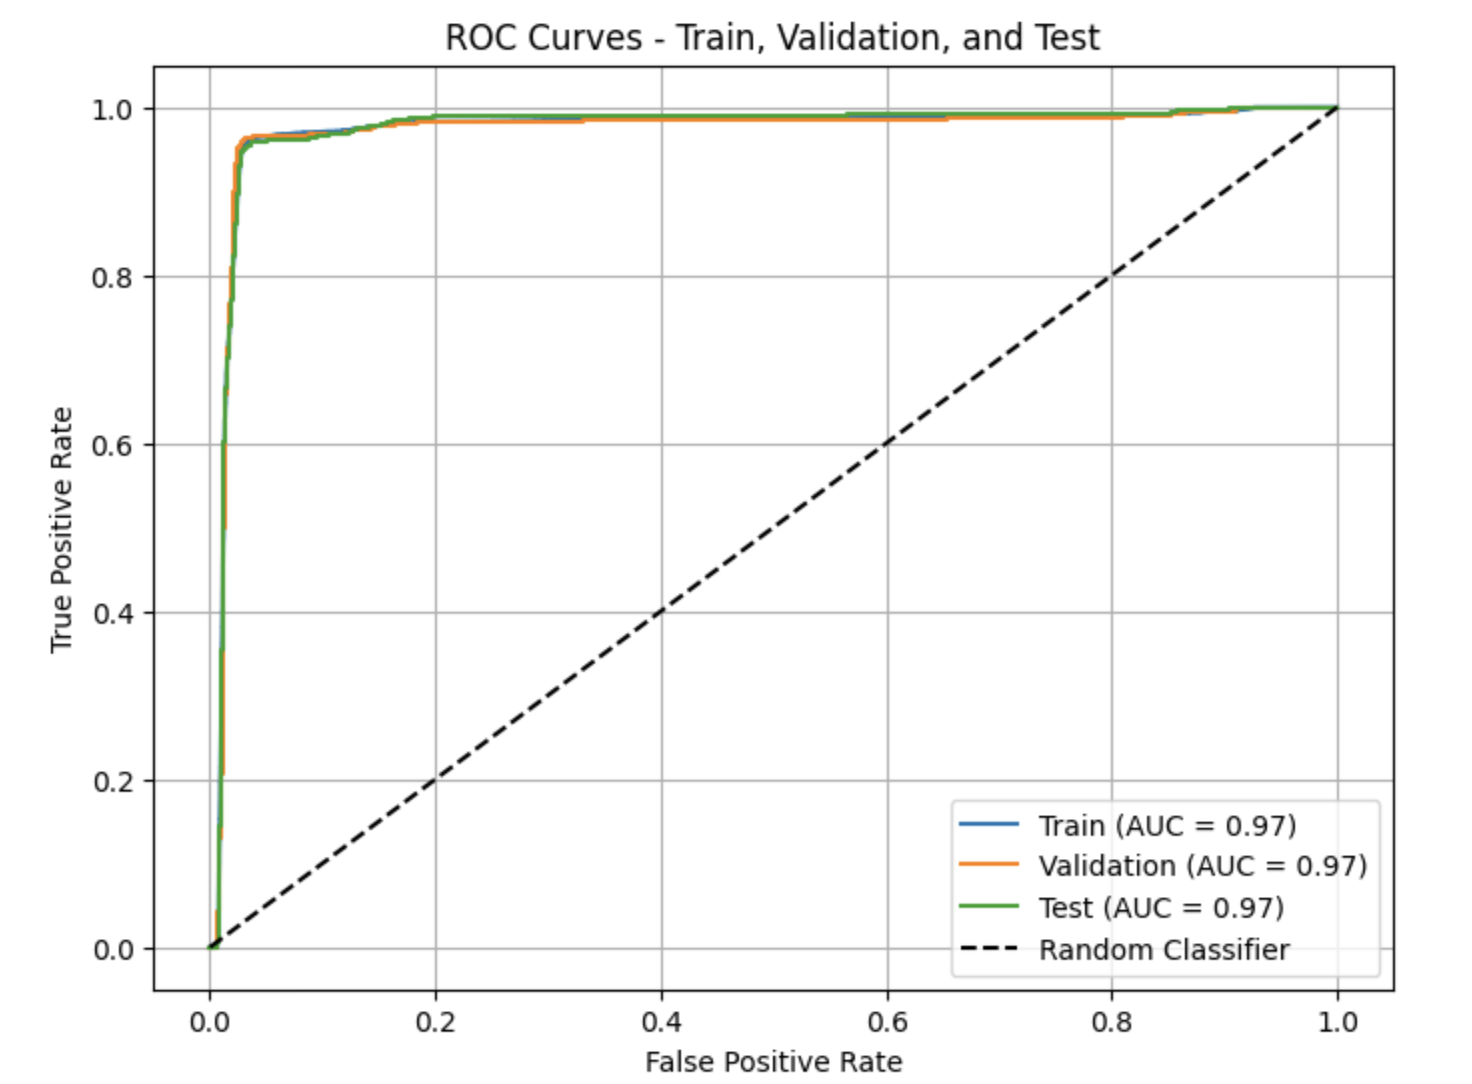 ROC Curves - Train, Validation, and Test
True Positive Rate
1.0
0.8
0.6
0.4
0.2
0.0
Train (AUC = 0.97)
Validation (AUC = 0.97)
Test (AUC = 0.97)
Random Classifier
0.0 0.2 0.4 0.6 0.8 1.0
False Positive Rate